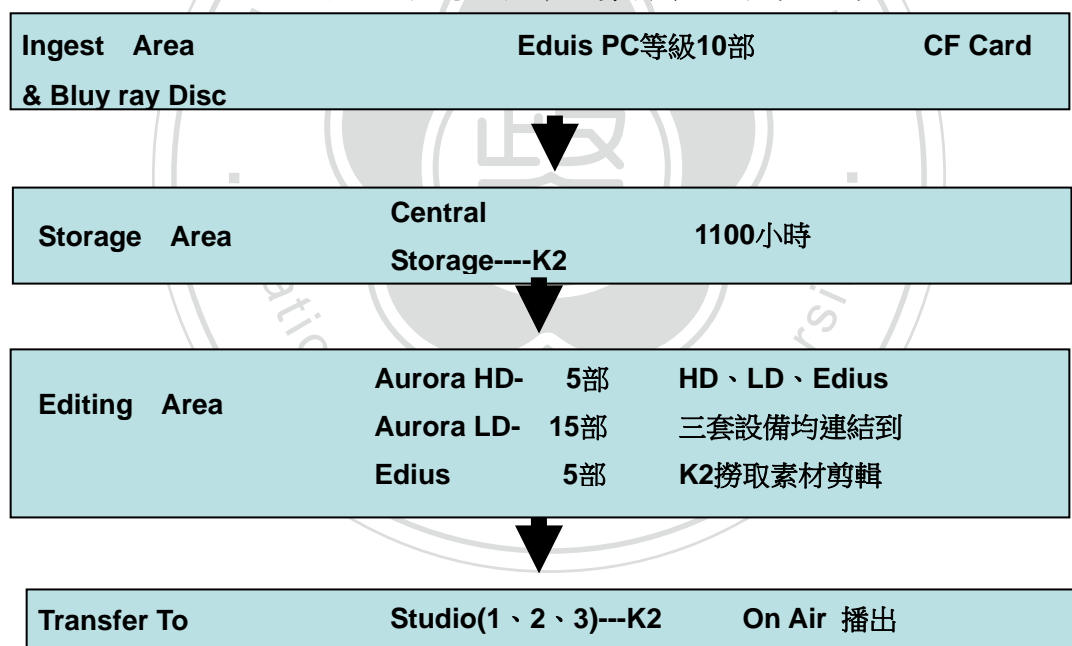 Ingest Area Eduis PC等級10部 CF Card
& Bluy ray Disc
Central
Storage Area 1100小時
Storage----K2
Aurora HD- 5部 HD、LD、Edius
Editing Area
Aurora LD- 15部 三套設備均連結到
Edius 5部 K2撈取素材剪輯
Transfer To Studio(1、2、3)---K2 On Air 播出